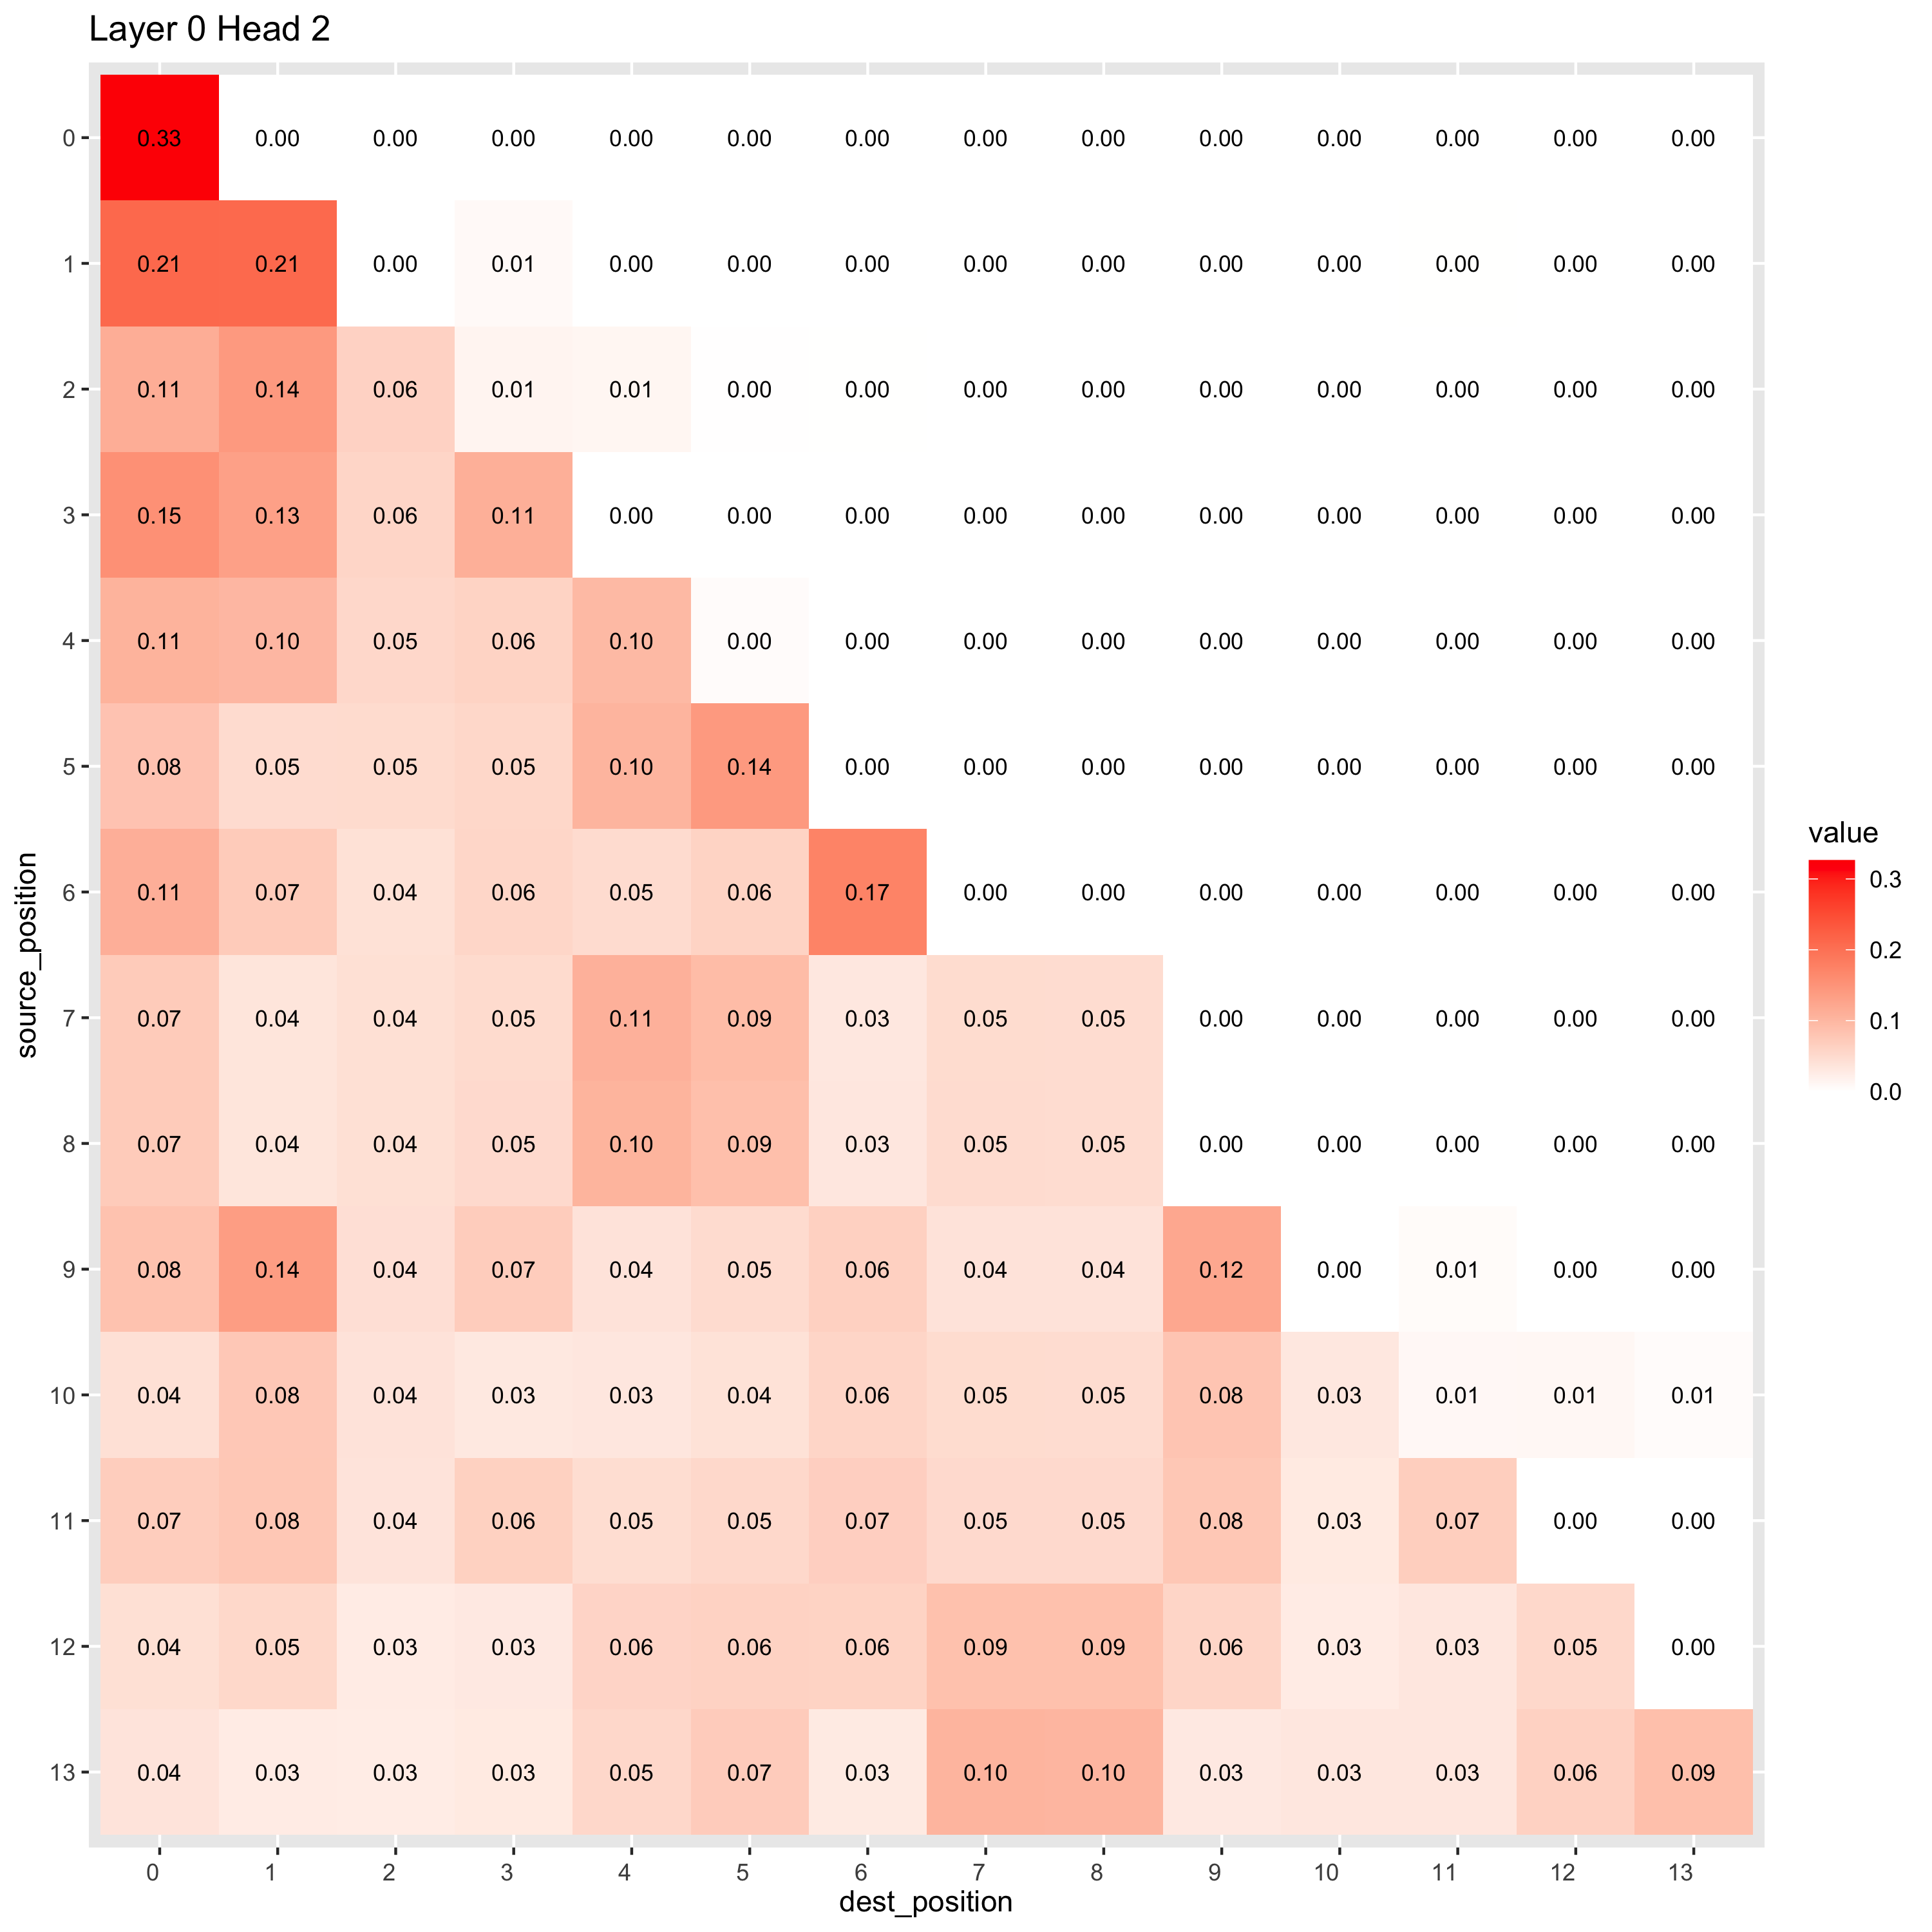 Layer 0 Head 2
0 0.33 0.00 0.00 0.00 0.00 0.00 0.00 0.00 0.00 0.00 0.00 0.00 0.00 0.00
1 0.21 0.21 0.00 0.01 0.00 0.00 0.00 0.00 0.00 0.00 0.00 0.00 0.00 0.00
2 0.11 0.14 0.06 0.01 0.01 0.00 0.00 0.00 0.00 0.00 0.00 0.00 0.00 0.00
3 0.15 0.13 0.06 0.11 0.00 0.00 0.00 0.00 0.00 0.00 0.00 0.00 0.00 0.00
4 0.11 0.10 0.05 0.06 0.10 0.00 0.00 0.00 0.00 0.00 0.00 0.00 0.00 0.00
5 0.08 0.05 0.05 0.05 0.10 0.14 0.00 0.00 0.00 0.00 0.00 0.00 0.00 0.00
6 0.11 0.07 0.04 0.06 0.05 0.06 0.17 0.00 0.00 0.00 0.00 0.00 0.00 0.00
7 0.07 0.04 0.04 0.05 0.11 0.09 0.03 0.05 0.05 0.00 0.00 0.00 0.00 0.00
8 0.07 0.04 0.04 0.05 0.10 0.09 0.03 0.05 0.05 0.00 0.00 0.00 0.00 0.00
9 0.08 0.14 0.04 0.07 0.04 0.05 0.06 0.04 0.04 0.12 0.00 0.01 0.00 0.00
10 0.04 0.08 0.04 0.03 0.03 0.04 0.06 0.05 0.05 0.08 0.03 0.01 0.01 0.01
11 0.07 0.08 0.04 0.06 0.05 0.05 0.07 0.05 0.05 0.08 0.03 0.07 0.00 0.00
12 0.04 0.05 0.03 0.03 0.06 0.06 0.06 0.09 0.09 0.06 0.03 0.03 0.05 0.00
13 0.04 0.03 0.03 0.03 0.05 0.07 0.03 0.10 0.10 0.03 0.03 0.03 0.06 0.09
0 1 2 3 4 5 6 7 8 9 10 11 12 13
dest_position
source_position
value
0.3
0.2
0.1
0.0